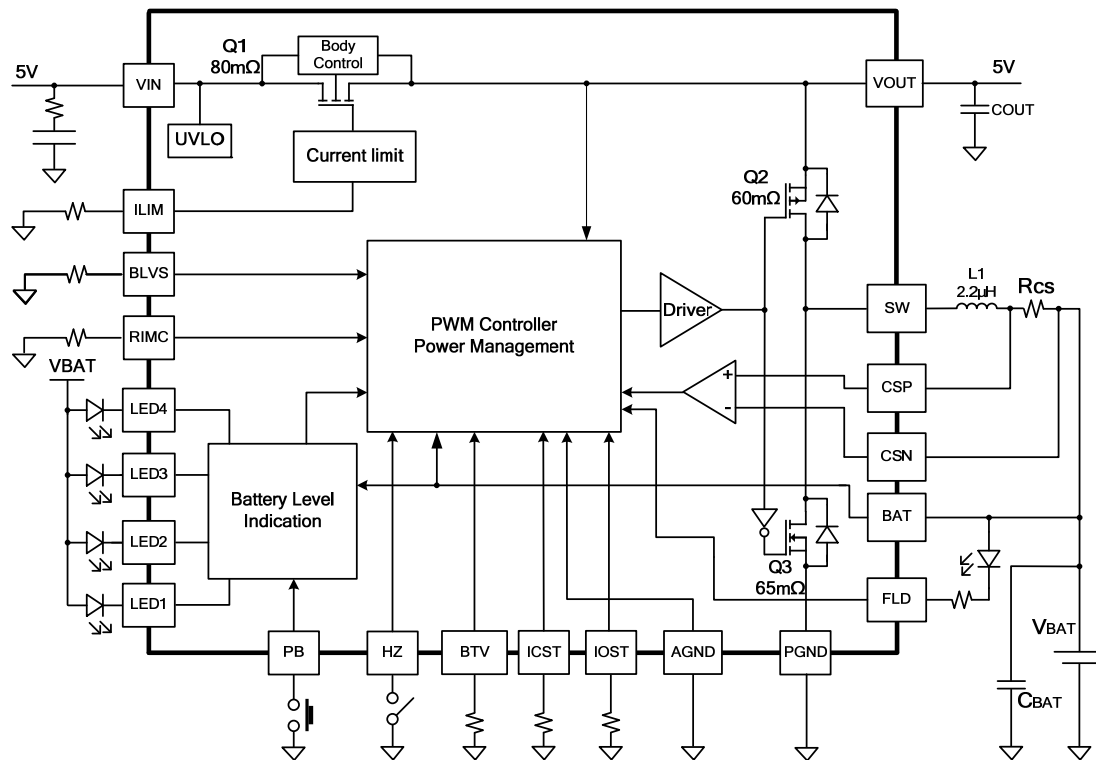 Q1
80mΩ
Body
Control
5V
VIN
VOUT
5V
UVLO
Current limit
COUT
ILIM
Q2
60mΩ
BLVS
PWM Controller
Power Management
Driver
SW
L1
2.2μH
Rcs
RIMC
VBAT
+
-
CSP
LED4
CSN
LED3
Battery Level
Indication
BAT
LED2
Q3
65mΩ
LED1
FLD
PB
HZ
BTV
ICST
IOST
AGND
PGND
VBAT
CBAT